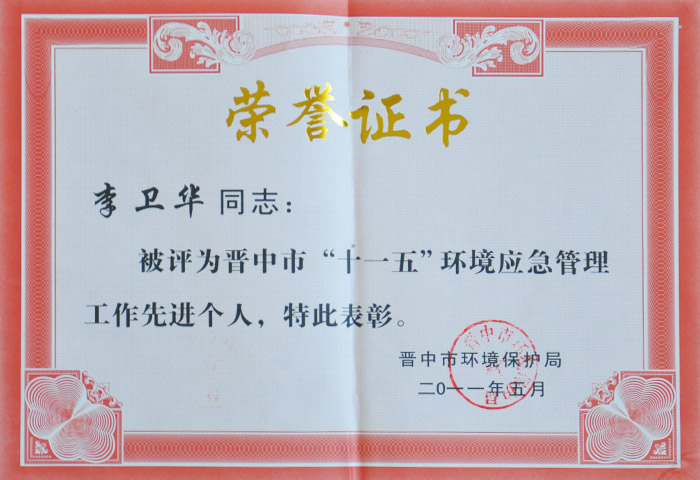 荣誉证书
李卫华 同志：
被评为晋中市“十一五”环境应急管理
工作先进个人，特此表彰。
晋中市环境保护局
二0一一年五月